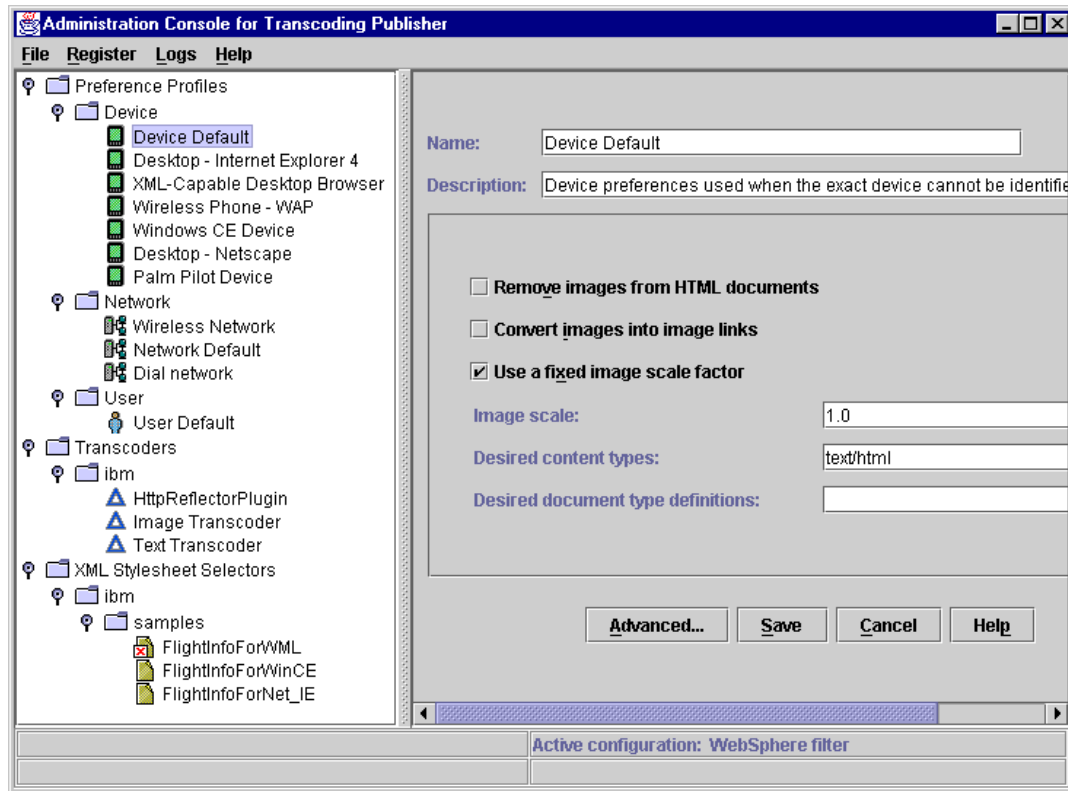 Administration Console for Transcoding Publisher
File Register Logs Help
Preference Profiles
Device
Device Default
Desktop - Internet Explorer 4
XML-Capable Desktop Browser
Wireless Phone - WAP
Windows CE Device
Desktop - Netscape
Palm Pilot Device
Network
Wireless Network
Network Default
Dial network
User
User Default
Transcoders
ibm
HttpReflectorPlugin
Image Transcoder
Text Transcoder
XML Stylesheet Selectors
ibm
samples
FlightInfoForWML
FlightInfoForWinCE
FlightInfoForNet_IE
Name: Device Default
Description: Device preferences used when the exact device cannot be identifie
Remove images from HTML documents
Convert images into image links
Use a fixed image scale factor
Image scale: 1.0
Desired content types: text/html
Desired document type definitions:
Advanced... Save Cancel Help
Active configuration: WebSphere filter